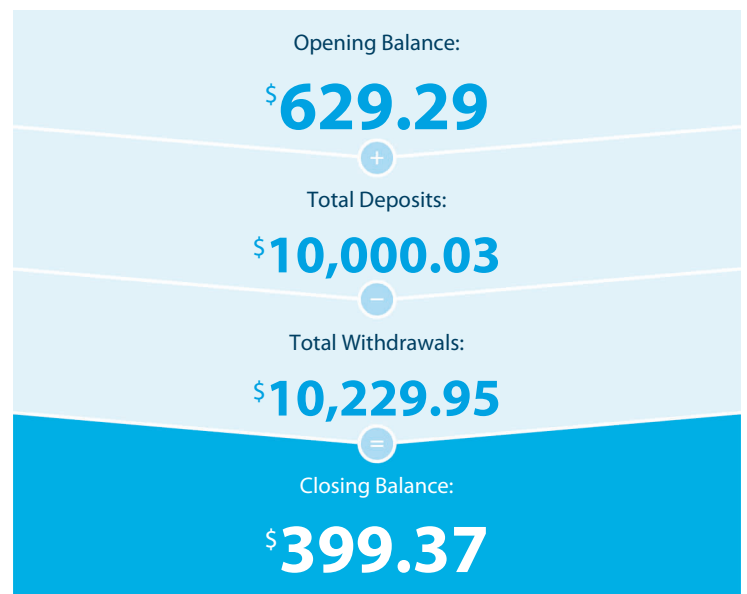 Opening Balance:
$629.29
+
Total Deposits:
$10,000.03
−
Total Withdrawals:
$10,229.95
=
Closing Balance:
$399.37